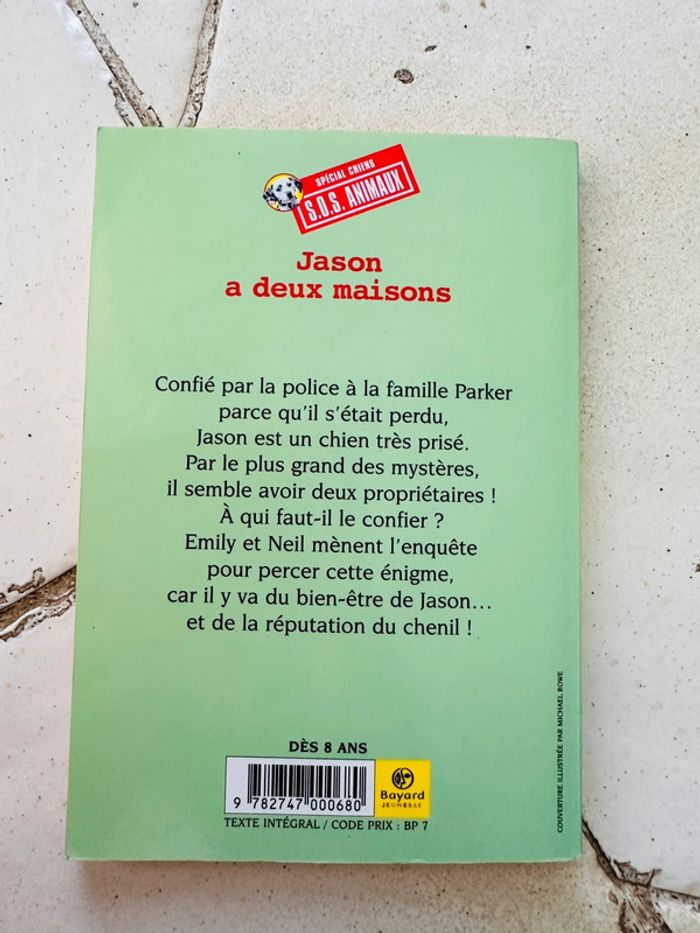 SPÉCIAL CHIENS
S.O.S. ANIMAUX
Jason
a deux maisons
Confié par la police à la famille Parker
parce qu'il s'était perdu,
Jason est un chien très prisé.
Par le plus grand des mystères,
il semble avoir deux propriétaires !
À qui faut-il le confier ?
Emily et Neil mènent l'enquête
pour percer cette énigme,
car il y va du bien-être de Jason…
et de la réputation du chenil !
DÈS 8 ANS
9 782747 000680
Bayard
JEUNESSE
TEXTE INTÉGRAL / CODE PRIX : BP 7
COUVERTURE ILLUSTRÉE PAR MICHAEL ROWE